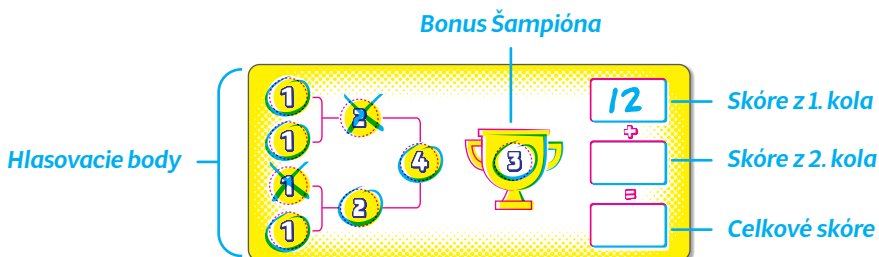 Bonus Šampióna
Hlasovacie body
1
1
1
1
2
2
4
3
12
+
=
Skóre z 1. kola
Skóre z 2. kola
Celkové skóre